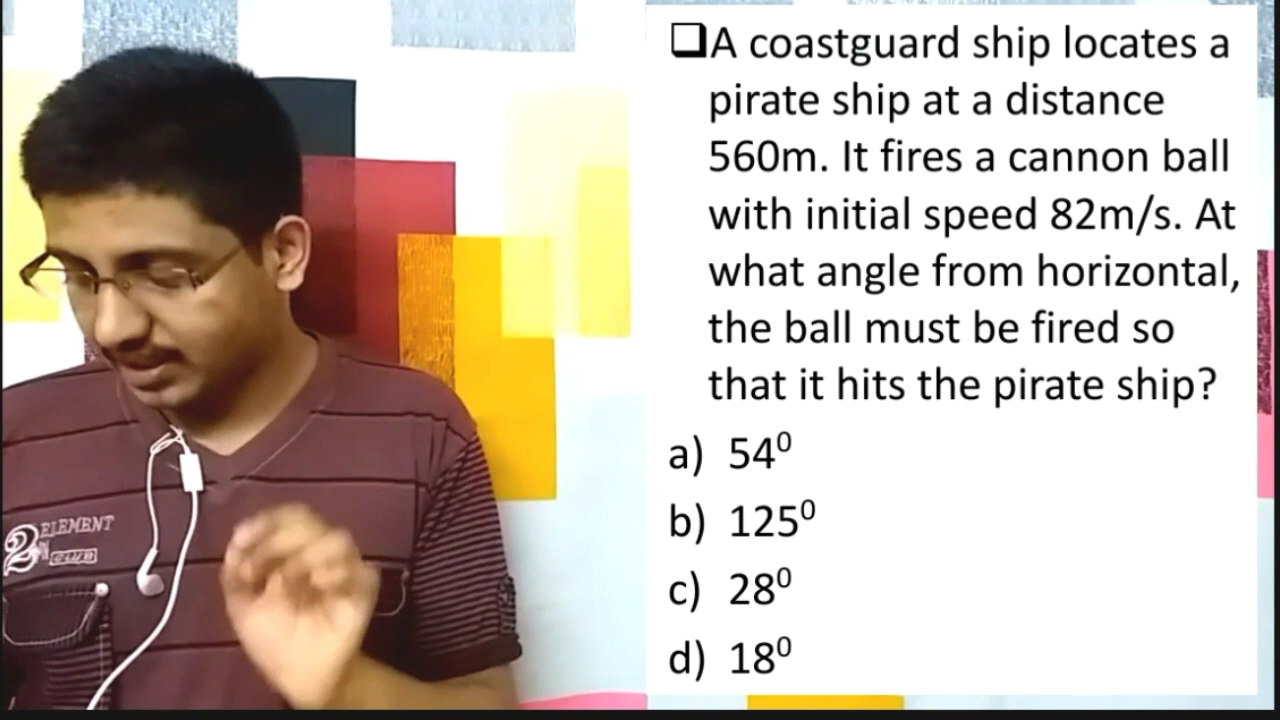 ❑A coastguard ship locates a
pirate ship at a distance
560m. It fires a cannon ball
with initial speed 82m/s. At
what angle from horizontal,
the ball must be fired so
that it hits the pirate ship?
a) 54⁰
b) 125⁰
c) 28⁰
d) 18⁰
2 ELEMENT
CLUB